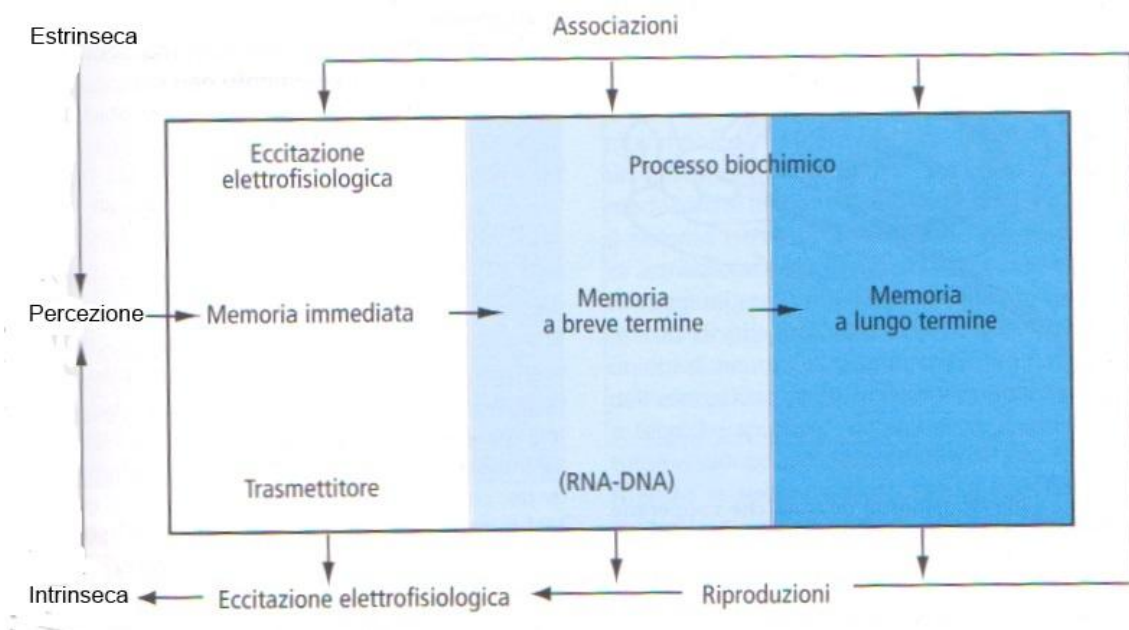 Estrinseca
Associazioni
Eccitazione
elettrofisiologica
Processo biochimico
Percezione
Memoria immediata
Memoria
a breve termine
Memoria
a lungo termine
Trasmettitore
(RNA-DNA)
Intrinseca
Eccitazione elettrofisiologica
Riproduzioni